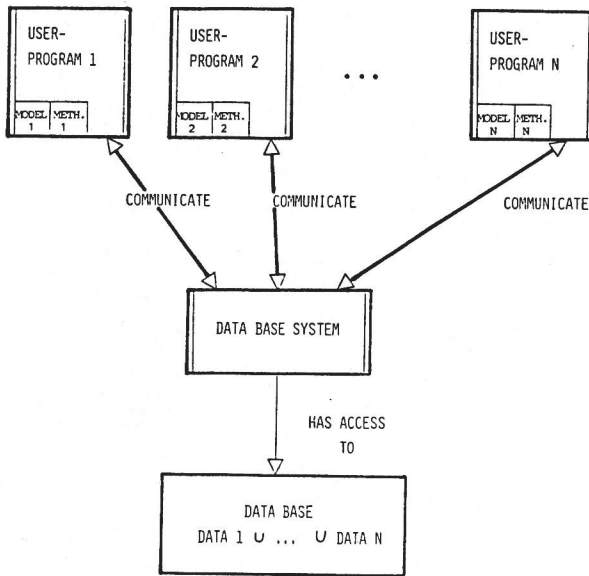 USER-
PROGRAM 1
MODEL METH.
1 1
USER-
PROGRAM 2
MODEL METH.
2 2
...
USER-
PROGRAM N
MODEL METH.
N N
COMMUNICATE
COMMUNICATE
COMMUNICATE
DATA BASE SYSTEM
HAS ACCESS
TO
DATA BASE
DATA 1 ∪ ... ∪ DATA N